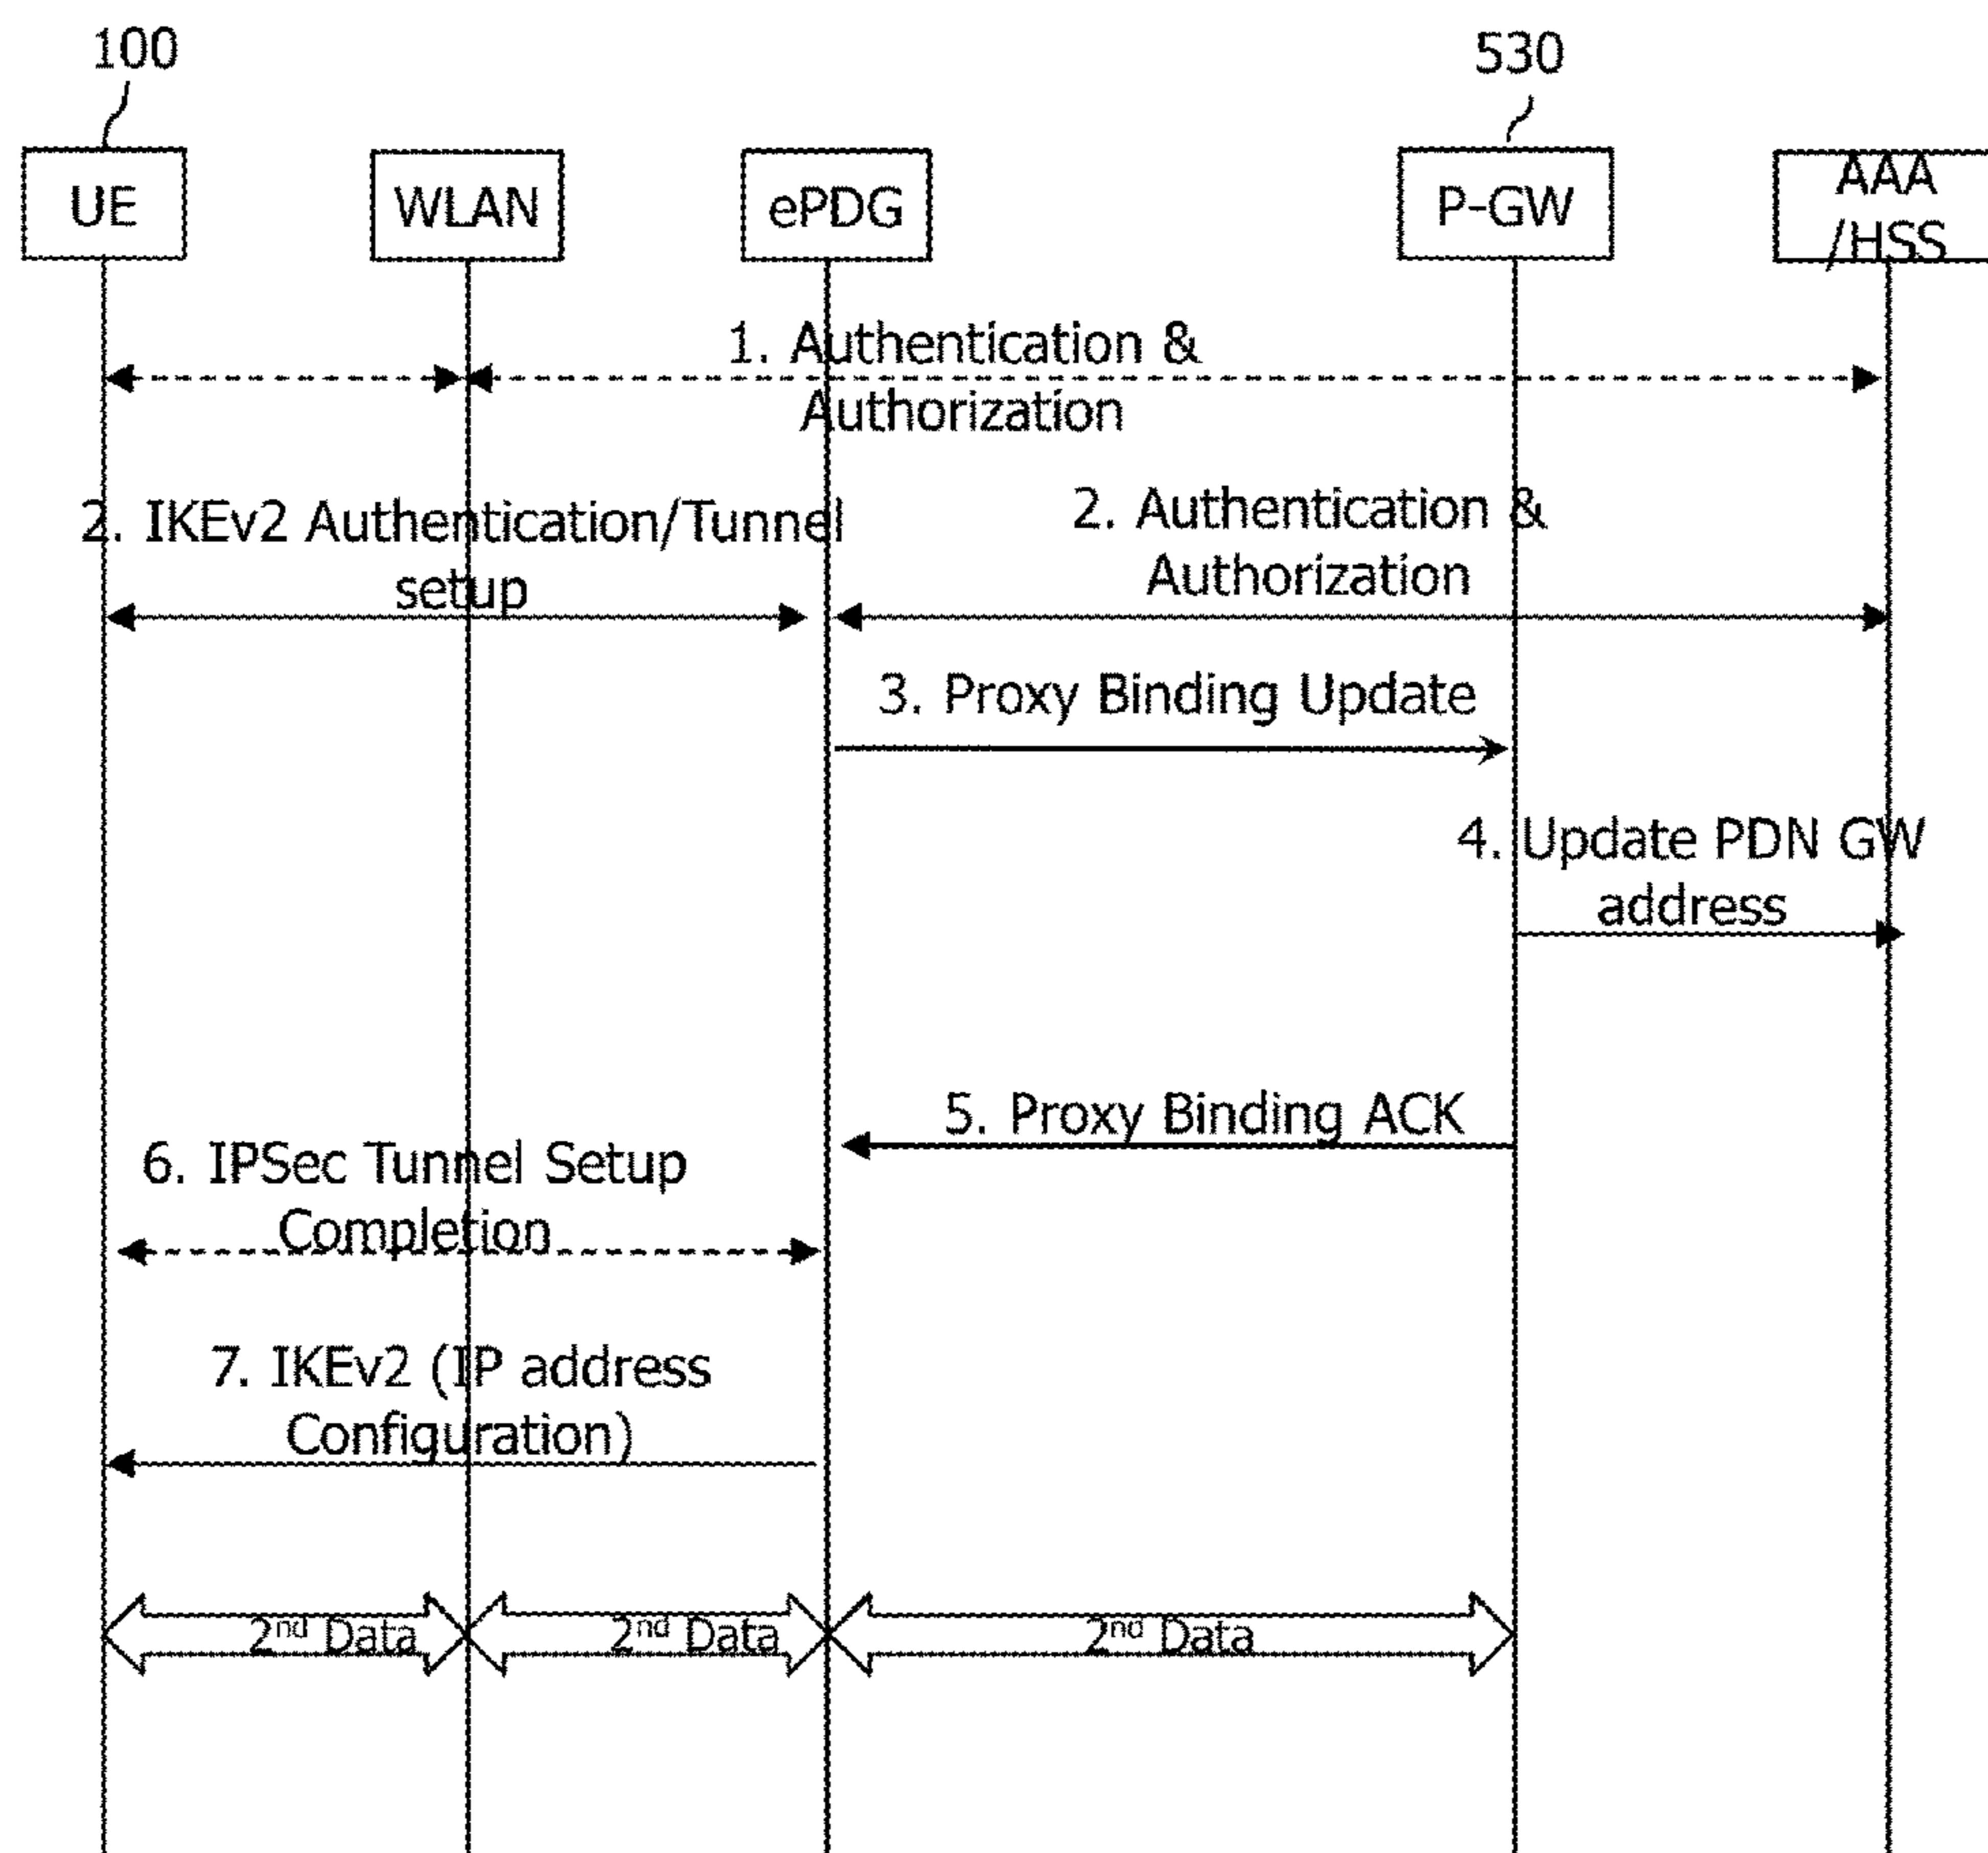 100
530
UE
WLAN
ePDG
P-GW
AAA
/HSS
1. Authentication &
Authorization
2. IKEv2 Authentication/Tunnel
setup
2. Authentication &
Authorization
3. Proxy Binding Update
4. Update PDN GW
address
5. Proxy Binding ACK
6. IPSec Tunnel Setup
Completion
7. IKEv2 (IP address
Configuration)
2nd Data
2nd Data
2nd Data